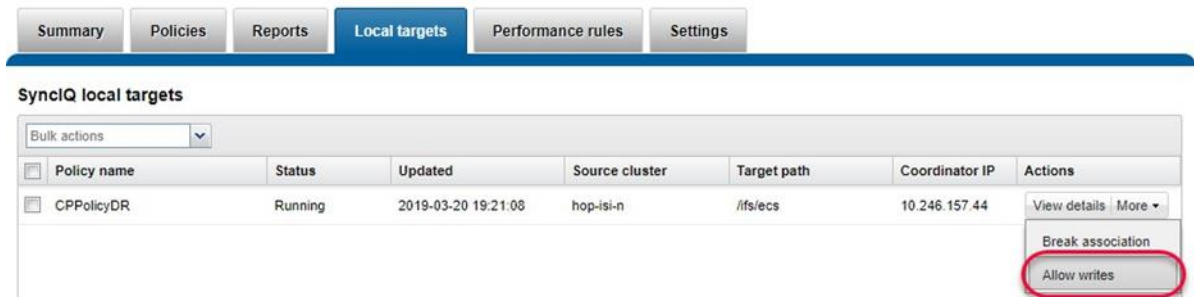 Summary Policies Reports Local targets Performance rules Settings
SyncIQ local targets
Bulk actions
Policy name Status Updated Source cluster Target path Coordinator IP Actions
CPPolicyDR Running 2019-03-20 19:21:08 hop-isi-n /ifs/ecs 10.246.157.44 View details More
Break association
Allow writes